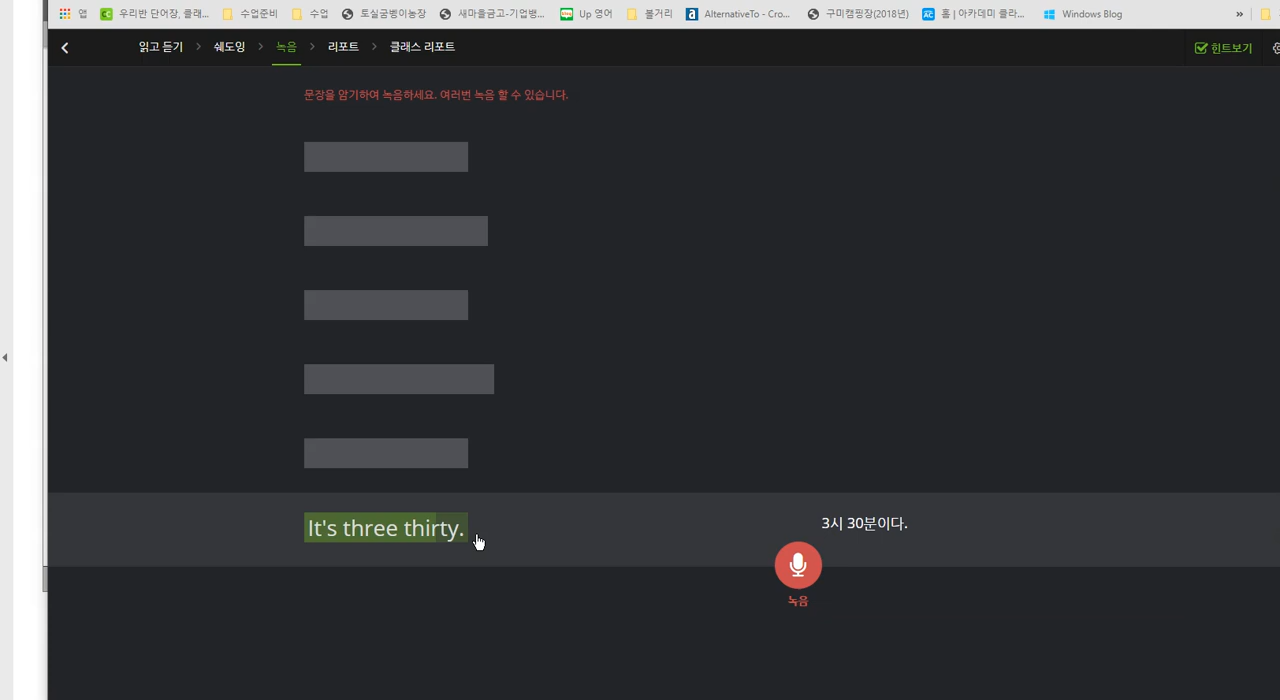 앱 우리반 단어장, 클래... 수업준비 수업 토실굼벵이농장 새마을금고-기업뱅... Up 영어 볼거리 AlternativeTo - Cro... 구미캠핑장(2018년) 홈 | 아카데미 클라... Windows Blog »
읽고 듣기 > 쉐도잉 > 녹음 > 리포트 > 클래스 리포트 힌트보기
문장을 암기하여 녹음하세요. 여러번 녹음 할 수 있습니다.
It's three thirty. 3시 30분이다.
녹음